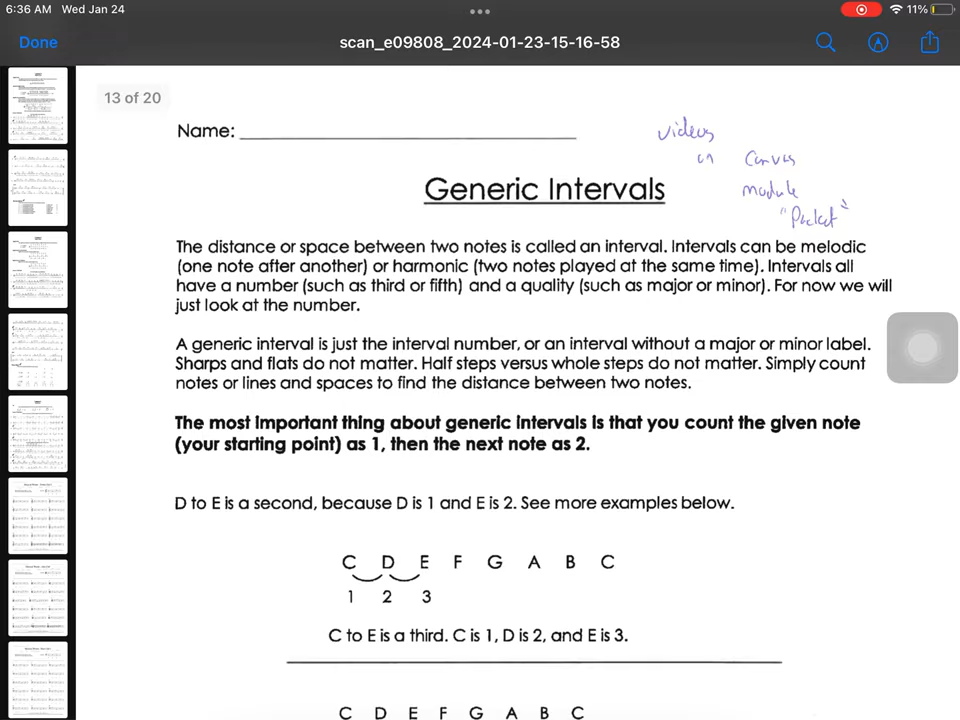 6:36 AM Wed Jan 24
11%
Done
scan_e09808_2024-01-23-15-16-58
13 of 20
Name:
videos
on Canvas
module
"Packet"
Generic Intervals
The distance or space between two notes is called an interval. Intervals can be melodic
(one note after another) or harmonic (two notes played at the same time). Intervals all
have a number (such as third or fifth) and a quality (such as major or minor). For now we will
just look at the number.
A generic interval is just the interval number, or an interval without a major or minor label.
Sharps and flats do not matter. Half steps versus whole steps do not matter. Simply count
notes or lines and spaces to find the distance between two notes.
The most important thing about generic intervals is that you count the given note
(your starting point) as 1, then the next note as 2.
D to E is a second, because D is 1 and E is 2. See more examples below.
C D E F G A B C
1 2 3
C to E is a third. C is 1, D is 2, and E is 3.
C D E F G A B C